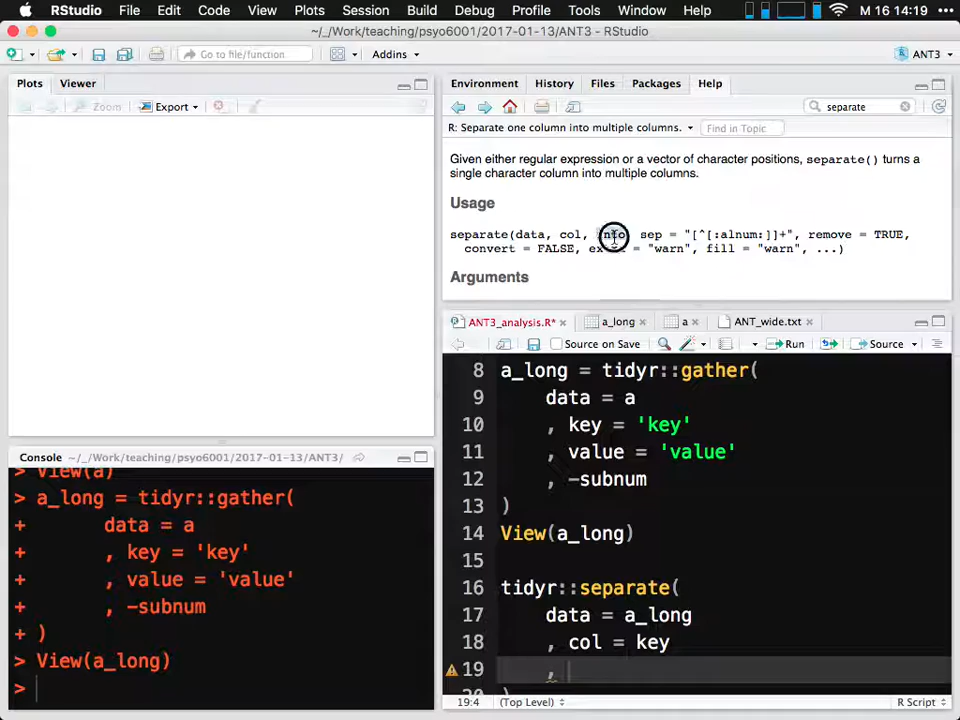 RStudio File Edit Code View Plots Session Build Debug Profile Tools Window Help M 16 14:19
~/_/Work/teaching/psyo6001/2017-01-13/ANT3 - RStudio
Go to file/function Addins ANT3
Plots Viewer
Zoom Export
Environment History Files Packages Help
separate
R: Separate one column into multiple columns. Find in Topic
Given either regular expression or a vector of character positions, separate() turns a
single character column into multiple columns.
Usage
separate(data, col, into sep = "[^[:alnum:]]+", remove = TRUE,
convert = FALSE, extra = "warn", fill = "warn", ...)
Arguments
ANT3_analysis.R* a_long a ANT_wide.txt
Source on Save Run Source
8 a_long = tidyr::gather(
9 data = a
10 , key = 'key'
11 , value = 'value'
12 , -subnum
13 )
14 View(a_long)
15
16 tidyr::separate(
17 data = a_long
18 , col = key
19 ,
20 )
19:4 (Top Level) R Script
Console ~/_/Work/teaching/psyo6001/2017-01-13/ANT3/
> View(a)
> a_long = tidyr::gather(
+ data = a
+ , key = 'key'
+ , value = 'value'
+ , -subnum
+ )
> View(a_long)
>